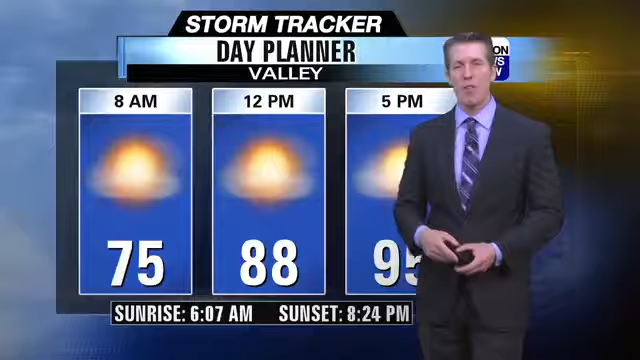 STORM TRACKER
DAY PLANNER
VALLEY
8 AM 12 PM 5 PM
75 88 95
SUNRISE: 6:07 AM SUNSET: 8:24 PM